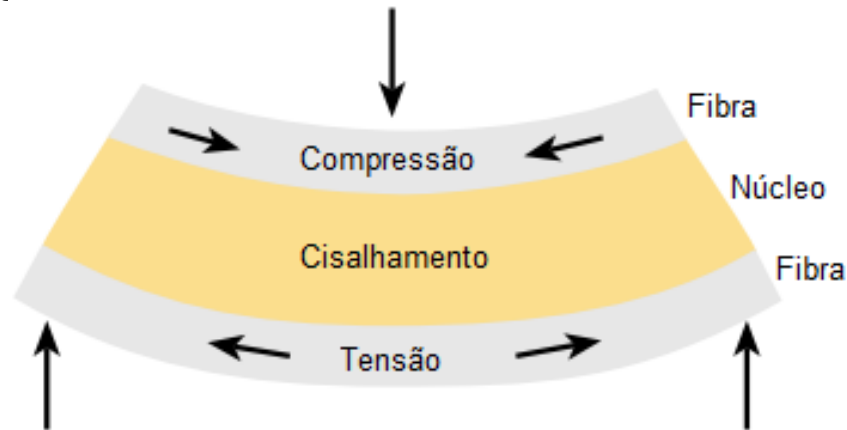 Fibra
Compressão
Núcleo
Cisalhamento
Fibra
Tensão